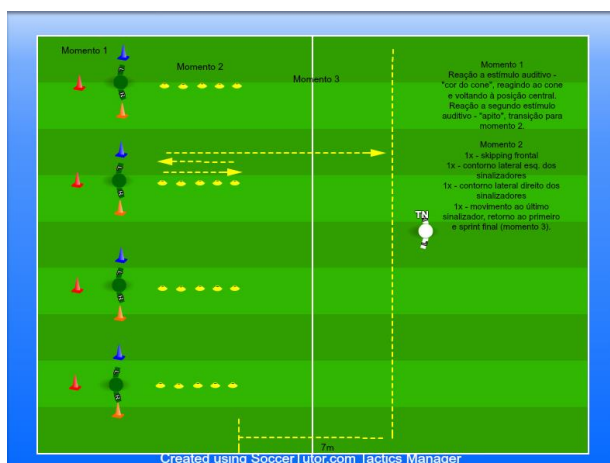 Momento 1
Momento 2
Momento 3
Momento 1
Reação a estímulo auditivo -
"cor do cone", reagindo ao cone
e voltando à posição central.
Reação a segundo estímulo
auditivo - "apito", transição para
momento 2.
Momento 2
1x - skipping frontal
1x - contorno lateral esq. dos
sinalizadores
1x - contorno lateral direito dos
sinalizadores
1x - movimento ao último
sinalizador, retorno ao primeiro
e sprint final (momento 3).
TN
7m
Created using SoccerTutor.com Tactics Manager